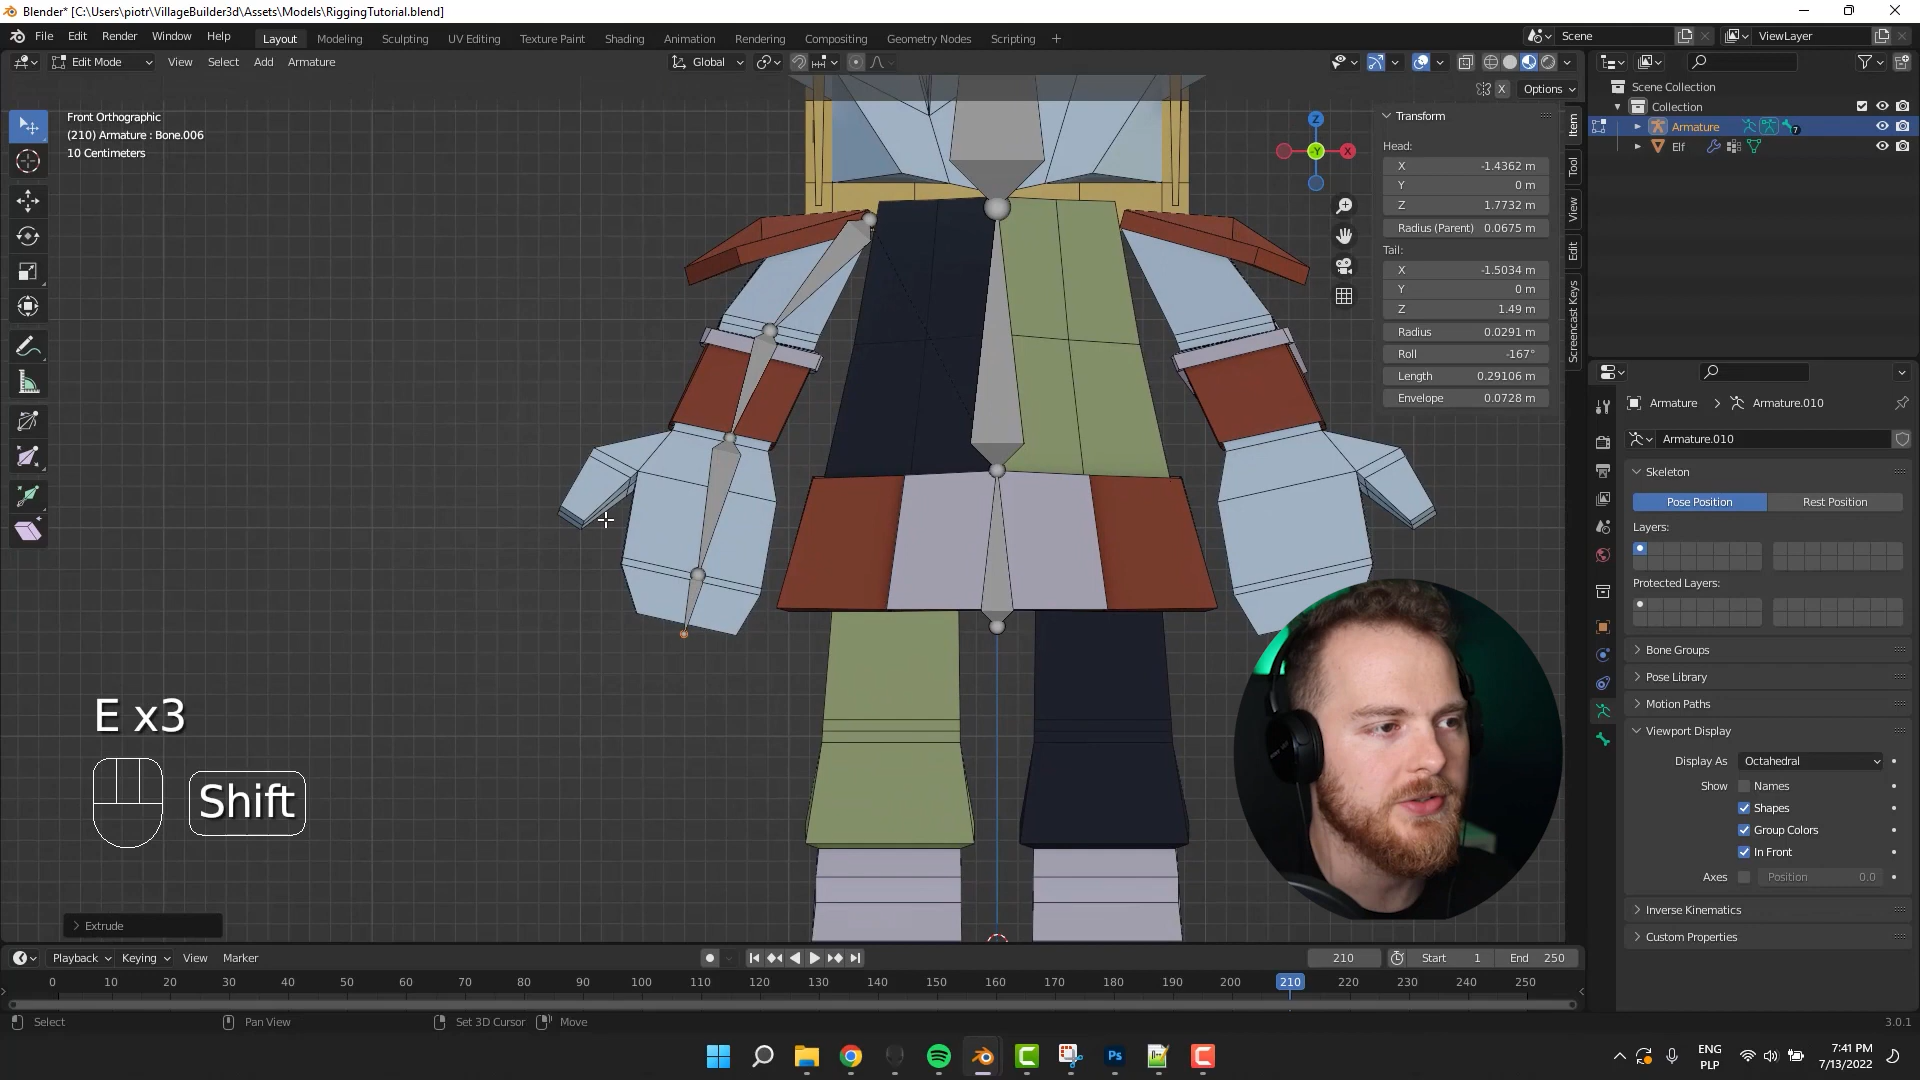 Blender* [C:\Users\piotr\VillageBuilder3d\Assets\Models\RiggingTutorial.blend]
File Edit Render Window Help Layout Modeling Sculpting UV Editing Texture Paint Shading Animation Rendering Compositing Geometry Nodes Scripting + Scene ViewLayer
Edit Mode View Select Add Armature Global
X Options
Front Orthographic
(210) Armature : Bone.006
10 Centimeters
Z
X
-Y
Transform
Head:
X -1.4362 m
Y 0 m
Z 1.7732 m
Radius (Parent) 0.0675 m
Tail:
X -1.5034 m
Y 0 m
Z 1.49 m
Radius 0.0291 m
Roll -167°
Length 0.29106 m
Envelope 0.0728 m
Item
Tool
View
Edit
Screencast Keys
Scene Collection
Collection
Armature 7
Elf
Armature > Armature.010
Armature.010
Skeleton
Pose Position Rest Position
Layers:
Protected Layers:
Bone Groups
Pose Library
Motion Paths
Viewport Display
Display As Octahedral
Show Names
Shapes
Group Colors
In Front
Axes Position 0.0
Inverse Kinematics
Custom Properties
E x3
Shift
Extrude
Playback Keying View Marker 210 Start 1 End 250
0 10 20 30 40 50 60 70 80 90 100 110 120 130 140 150 160 170 180 190 200 210 220 230 240 250
Select Pan View Set 3D Cursor Move 3.0.1
Ps
ENG
PLP
7:41 PM
7/13/2022